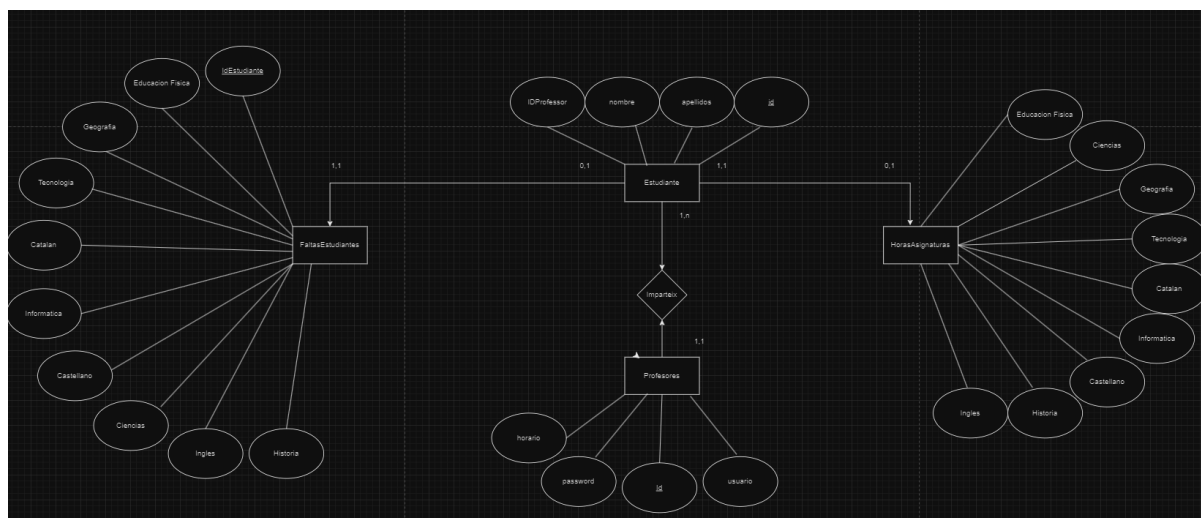 IdEstudiante
Educacion Fisica
Geografia
Tecnologia
Catalan
Informatica
Castellano
Ciencias
Ingles
Historia
FaltasEstudiantes
1,1
0,1
IDProfessor
nombre
apellidos
id
Estudiante
1,1
0,1
1,n
Imparteix
1,1
Profesores
horario
password
id
usuario
HorasAsignaturas
Educacion Fisica
Ciencias
Geografia
Tecnologia
Catalan
Informatica
Castellano
Historia
Ingles